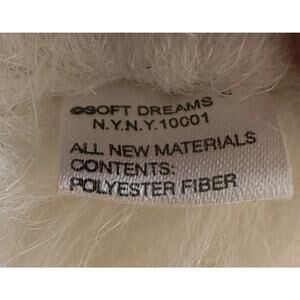 ©SOFT DREAMS
N.Y.N.Y.10001
ALL NEW MATERIALS
CONTENTS:
POLYESTER FIBER